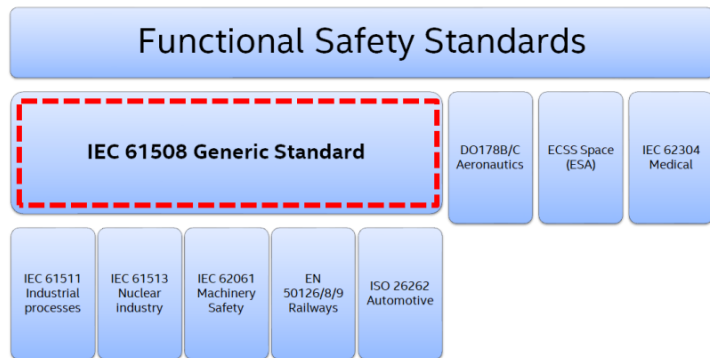 Functional Safety Standards
IEC 61508 Generic Standard
DO178B/C
Aeronautics
ECSS Space
(ESA)
IEC 62304
Medical
IEC 61511
Industrial
processes
IEC 61513
Nuclear
industry
IEC 62061
Machinery
Safety
EN
50126/8/9
Railways
ISO 26262
Automotive